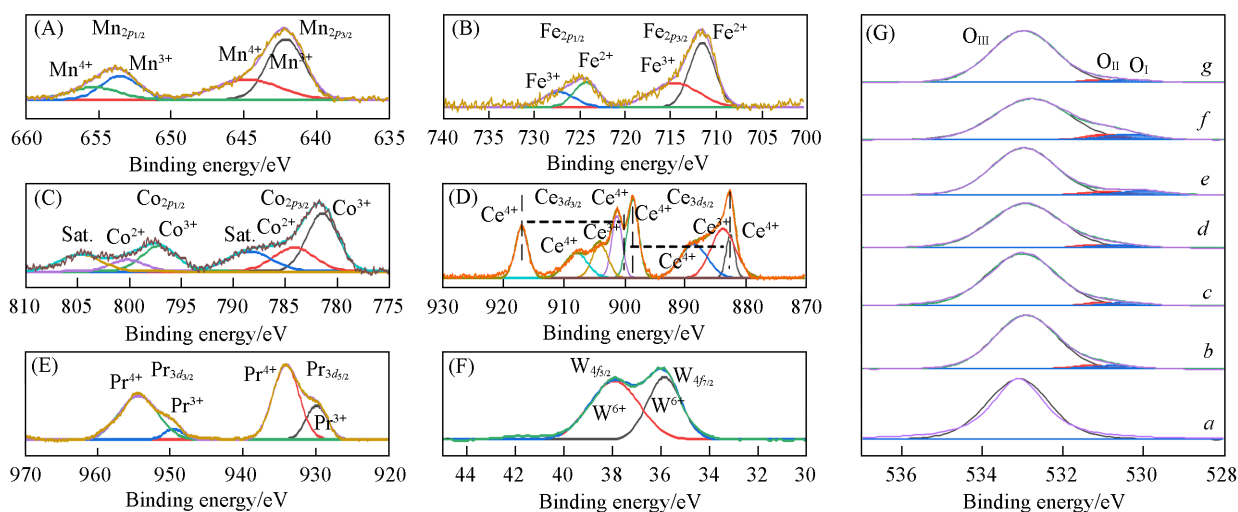 (A)
Mn2p1/2
Mn2p3/2
Mn4+
Mn3+
Mn4+
Mn3+
660 655 650 645 640 635
Binding energy/eV
(B)
Fe2p1/2
Fe2p3/2
Fe2+
Fe3+
Fe2+
Fe3+
740 730 725 720 715 710 705 700
Binding energy/eV
(C)
Co2p1/2
Co2p3/2
Sat.
Co2+
Co3+
Sat.
Co2+
Co3+
810 805 800 795 790 785 780 775
Binding energy/eV
(D)
Ce3d3/2
Ce4+
Ce3d5/2
Ce4+
Ce4+
Ce3+
Ce4+
Ce3+
Ce4+
Ce4+
930 920 910 900 890 880 870
Binding energy/eV
(E)
Pr4+
Pr3d3/2
Pr3+
Pr4+
Pr3d5/2
Pr3+
970 960 950 940 930 920
Binding energy/eV
(F)
W4f5/2
W4f7/2
W6+
W6+
44 42 40 38 36 34 32 30
Binding energy/eV
(G)
OIII
OII
OI
g
f
e
d
c
b
a
536 534 532 530 528
Binding energy/eV